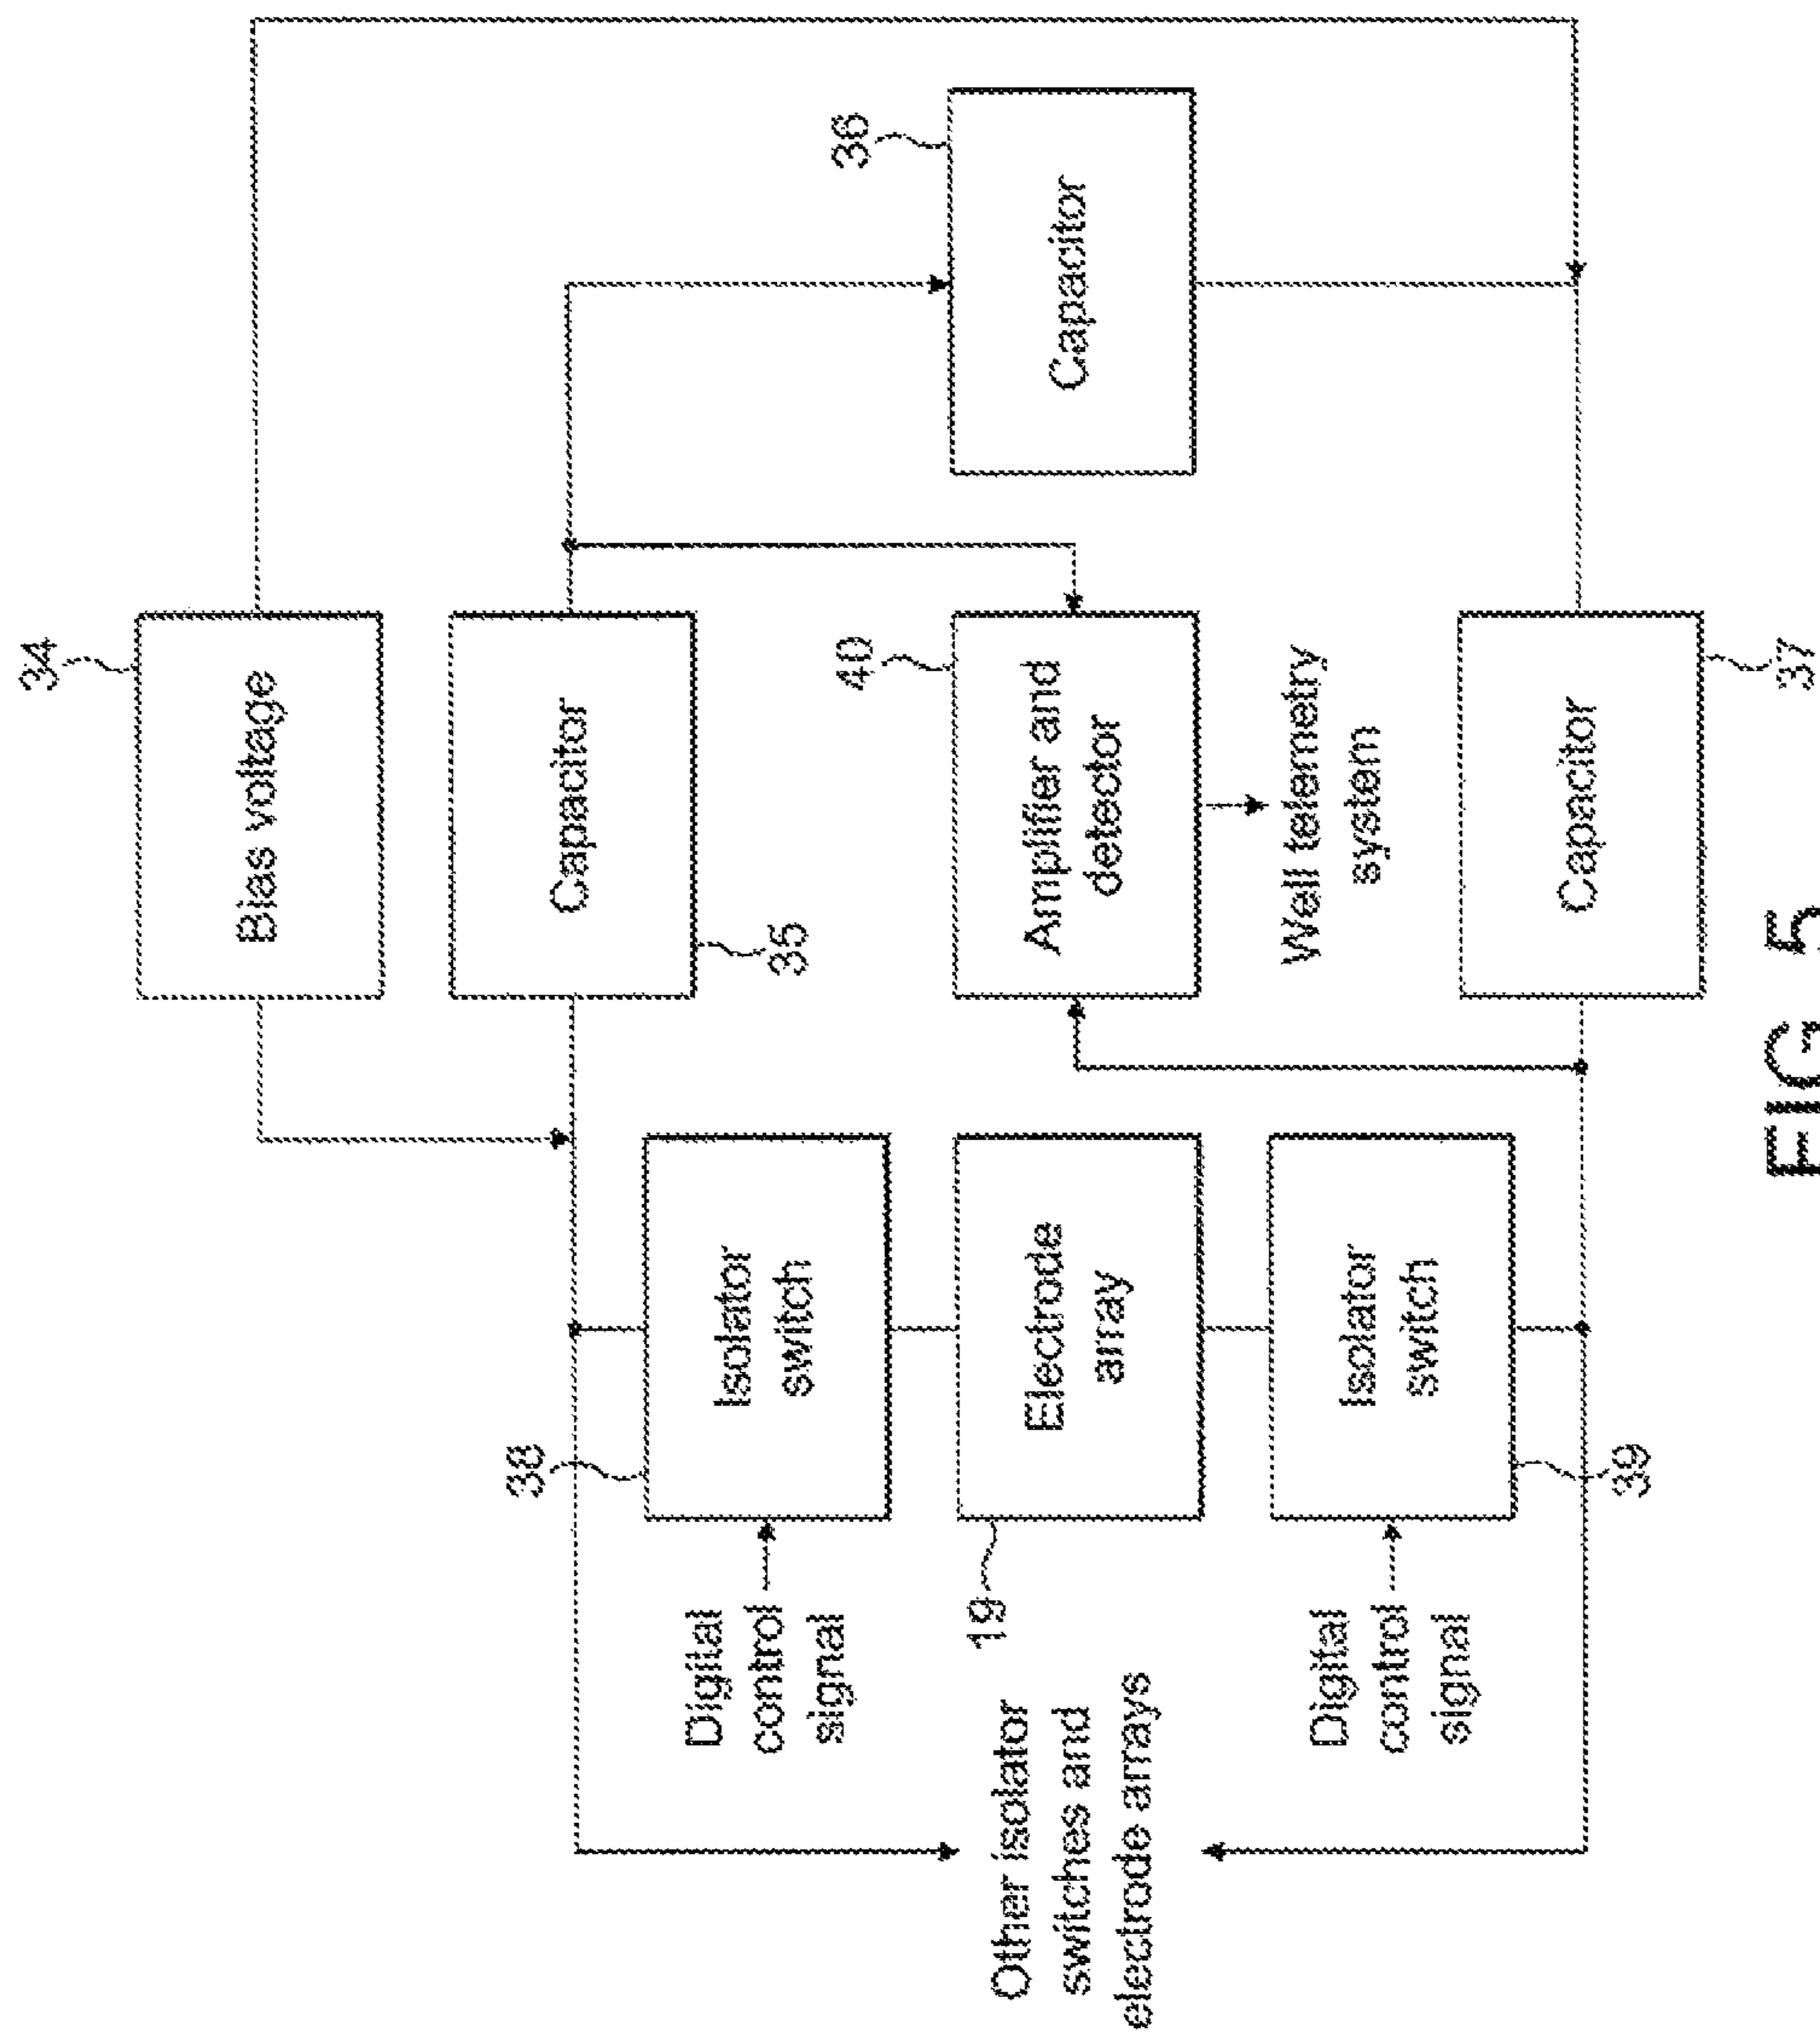 34
Bias voltage
Capacitor
35
36
Capacitor
38
Isolator
switch
Digital
control
signal
40
Amplifier and
detector
Well telemetry
system
Electrode
array
19
Other isolator
switches and
electrode arrays
Isolator
switch
39
Digital
control
signal
Capacitor
37
FIG 5